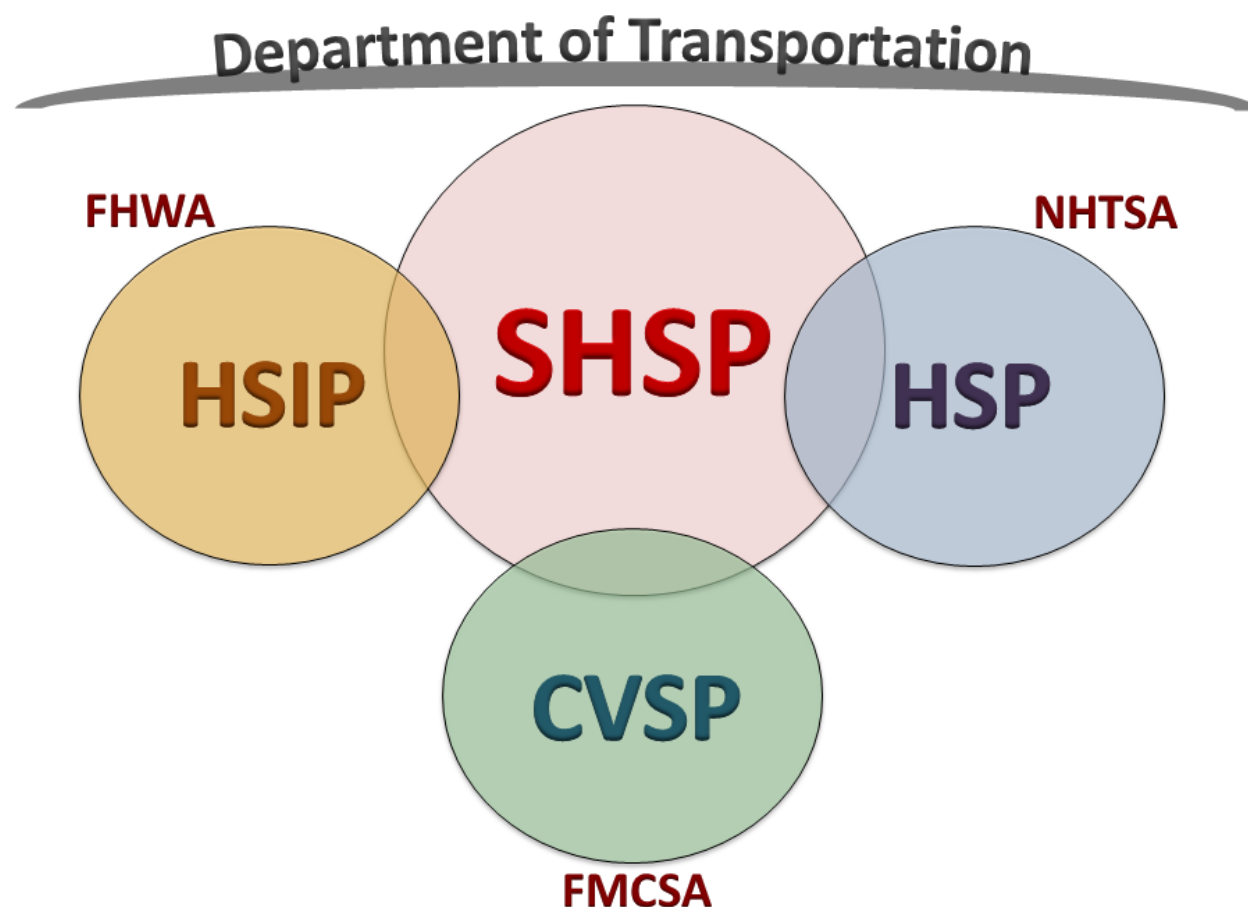 Department of Transportation
FHWA
NHTSA
SHSP
HSIP
HSP
CVSP
FMCSA